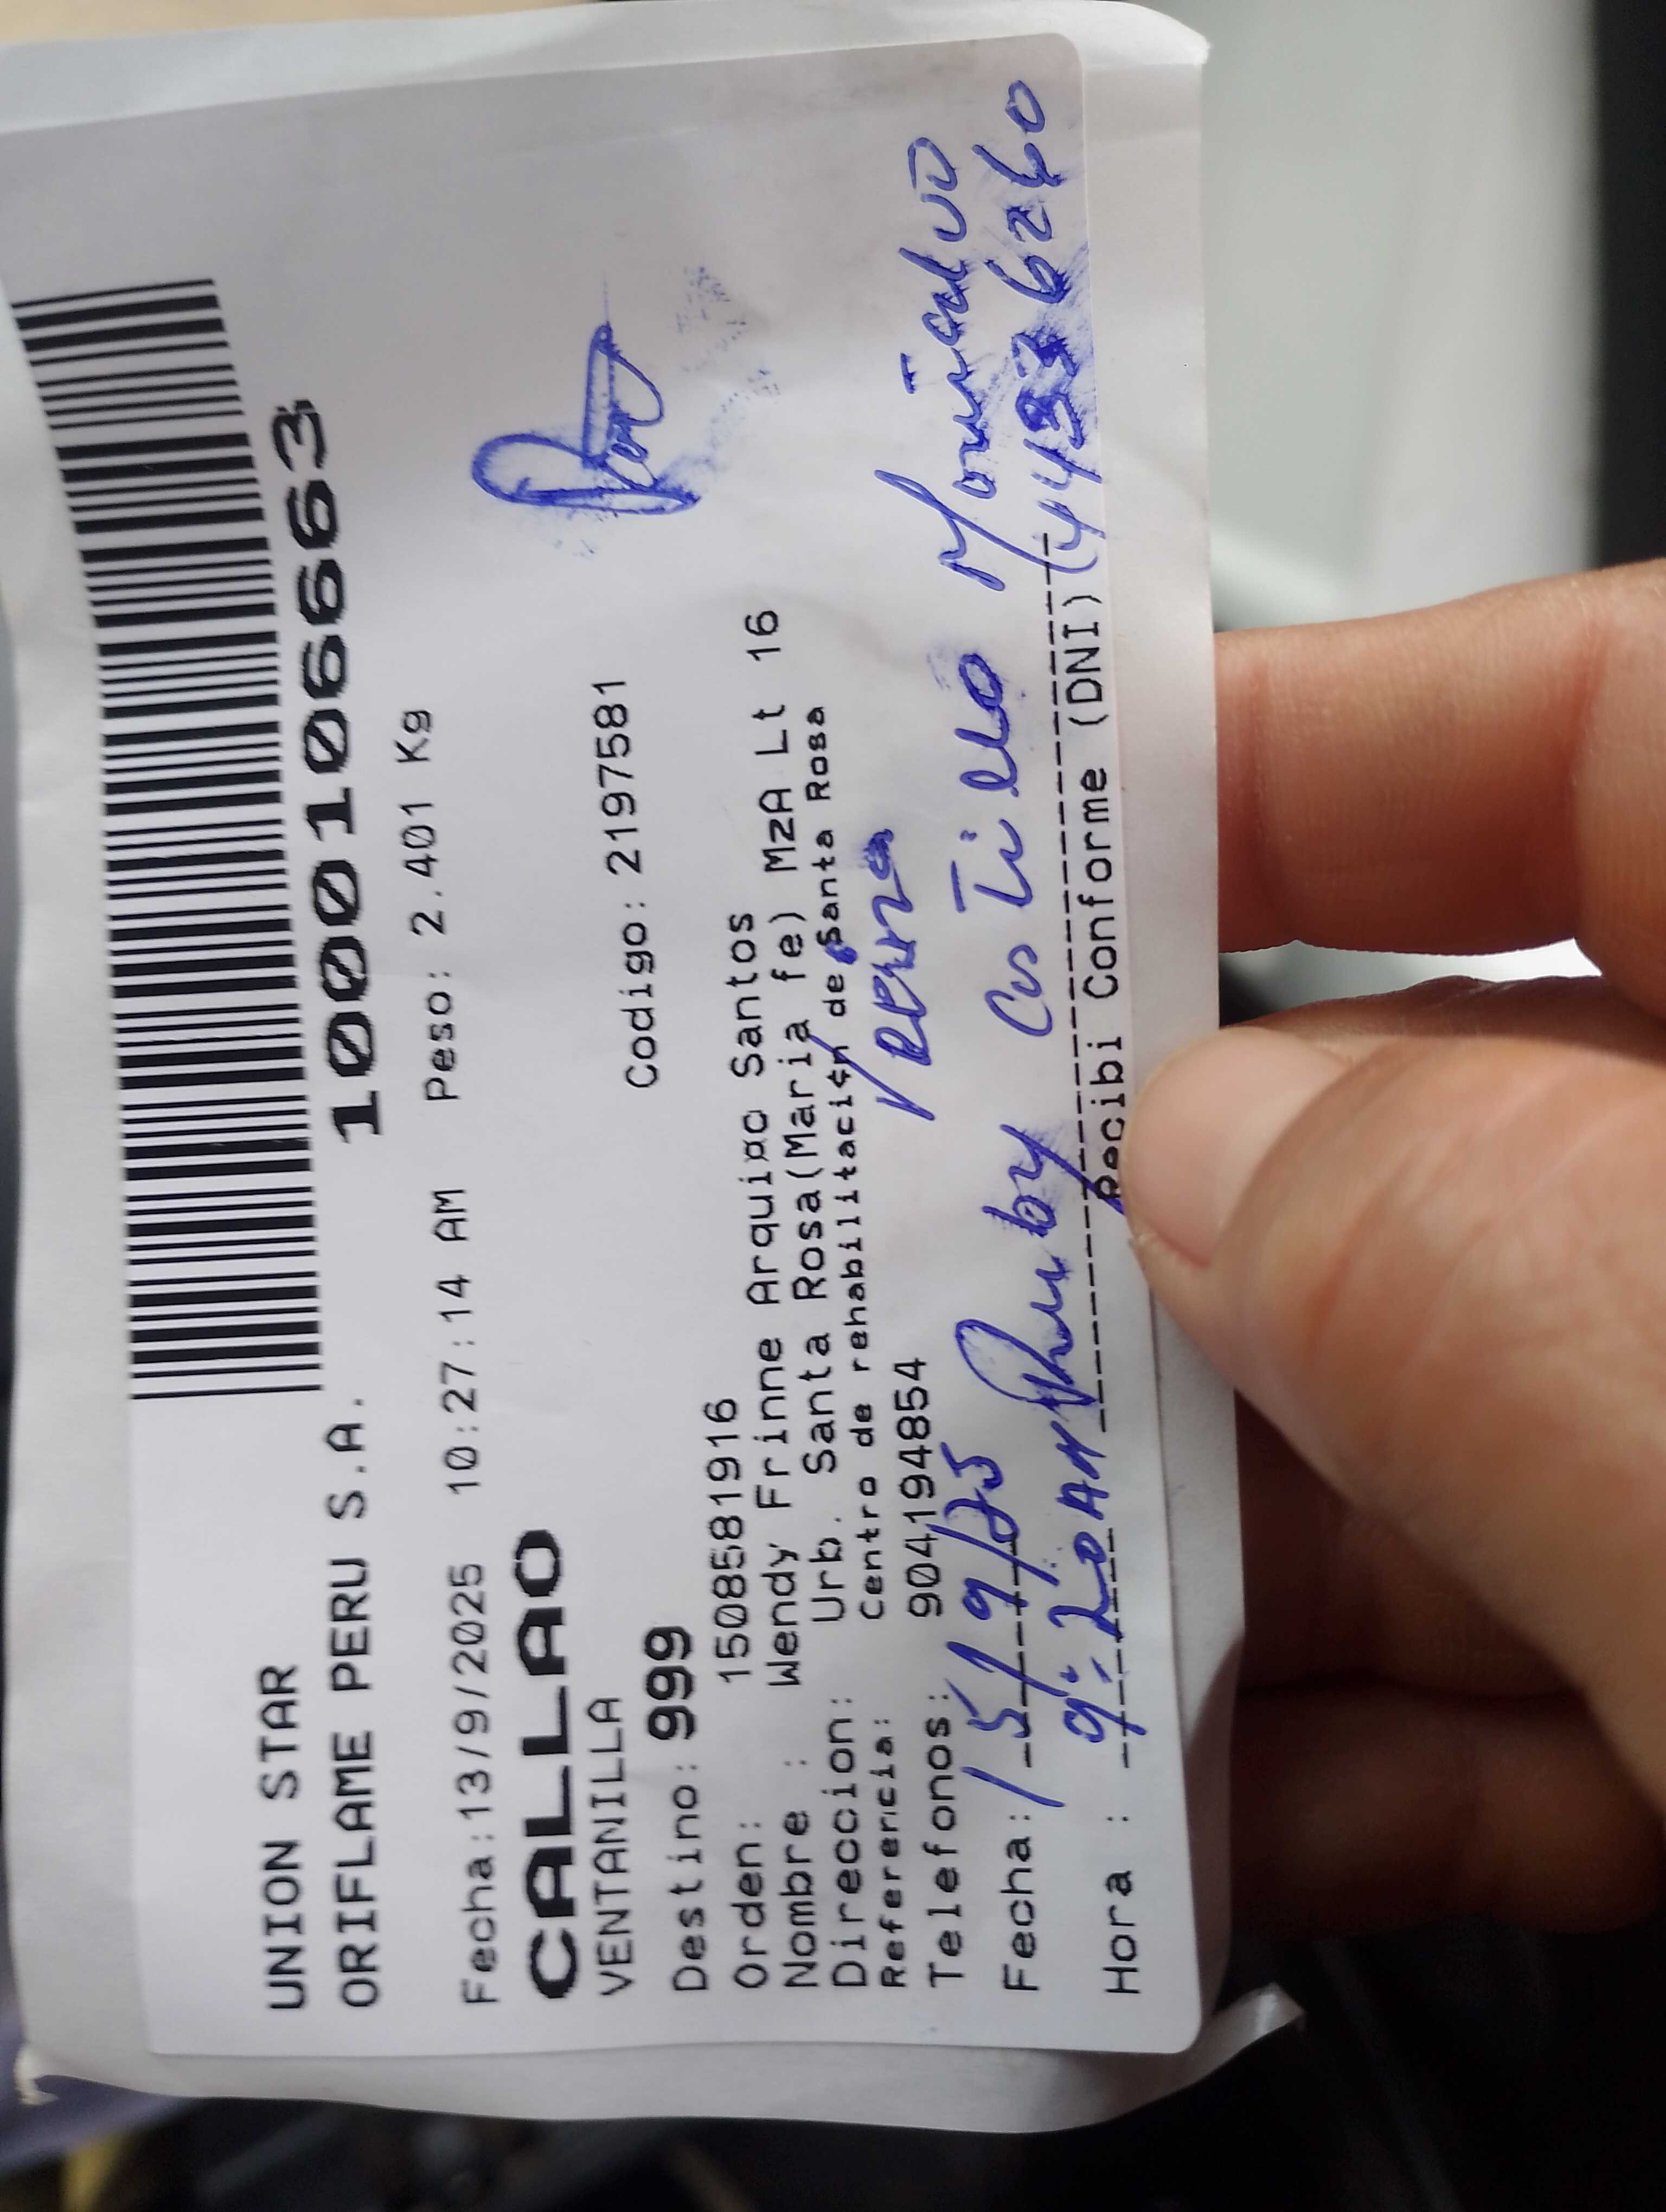 UNION STAR
ORIFLAME PERU S.A.
1000106663
Fecha:13/9/2025 10:27:14 AM Peso: 2.401 Kg
CALLAO
VENTANILLA
Destino: 999 Codigo: 2197581
Orden: 1508581916
Nombre : Wendy Frinne Arquiac Santos
Direccion: Urb. Santa Rosa(Maria fe) MzA Lt 16
Referencia: Centro de rehabilitación de Santa Rosa
Telefonos: 904194854
Fecha: 15/9/25
Hora :
Recibi Conforme (DNI)